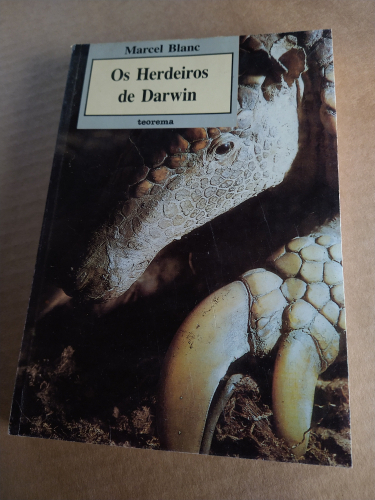 Marcel Blanc
Os Herdeiros
de Darwin
teorema